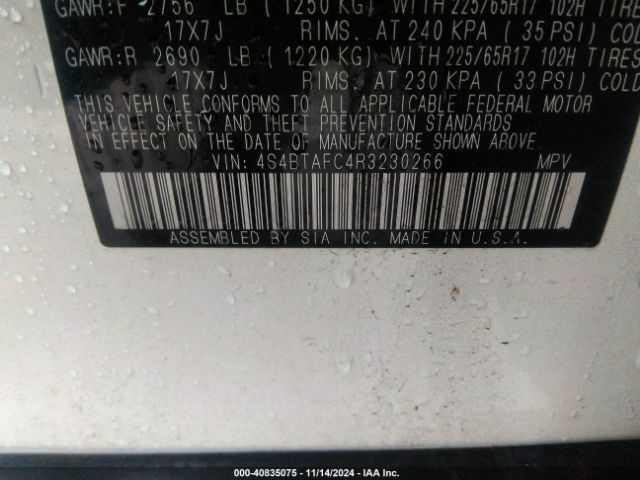 GAWR:F 2756 LB ( 1250 KG) WITH 225/65R17 102H TIRES
17X7J RIMS. AT 240 KPA ( 35 PSI) COLD
GAWR:R 2690 LB ( 1220 KG) WITH 225/65R17 102H TIRES
17X7J RIMS. AT 230 KPA ( 33 PSI) COLD
THIS VEHICLE CONFORMS TO ALL APPLICABLE FEDERAL MOTOR
VEHICLE SAFETY AND THEFT PREVENTION STANDARDS
IN EFFECT ON THE DATE OF MANUFACTURE SHOWN ABOVE.
VIN: 4S4BTAFC4R3230266 MPV
ASSEMBLED BY SIA INC. MADE IN U.S.A.
000-40835075 - 11/14/2024 - IAA Inc.